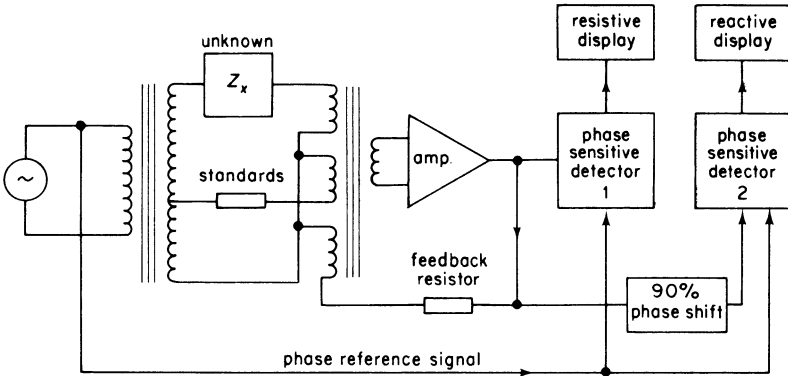 resistive
display
reactive
display
unknown
Zx
phase
sensitive
detector
1
phase
sensitive
detector
2
amp.
~
standards
feedback
resistor
90%
phase shift
phase reference signal